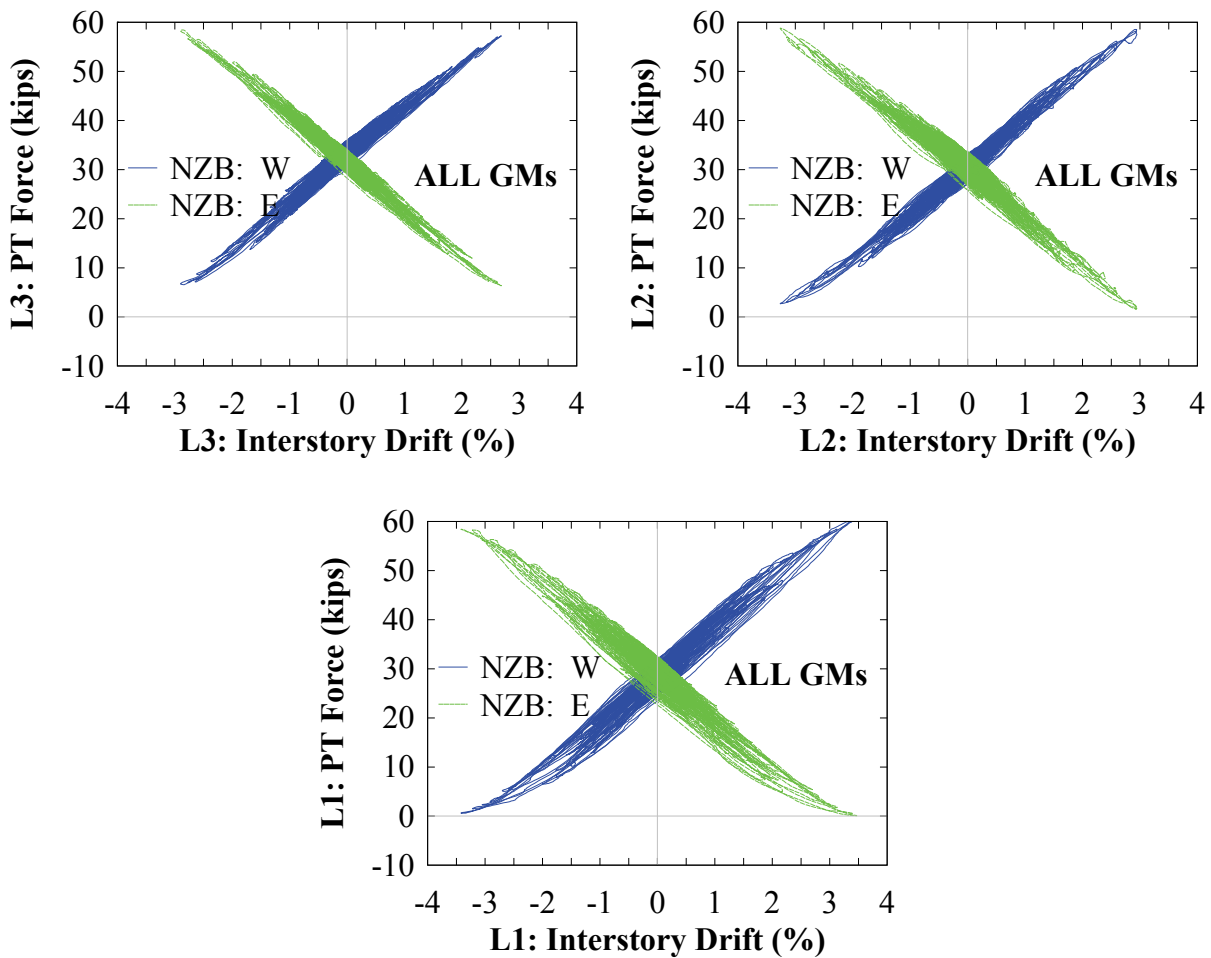 60
50
40
30
20
10
0
-10
L3: PT Force (kips)
NZB: W
NZB: E
ALL GMs
-4 -3 -2 -1 0 1 2 3 4
L3: Interstory Drift (%)
60
50
40
30
20
10
0
-10
L2: PT Force (kips)
NZB: W
NZB: E
ALL GMs
-4 -3 -2 -1 0 1 2 3 4
L2: Interstory Drift (%)
60
50
40
30
20
10
0
-10
L1: PT Force (kips)
NZB: W
NZB: E
ALL GMs
-4 -3 -2 -1 0 1 2 3 4
L1: Interstory Drift (%)